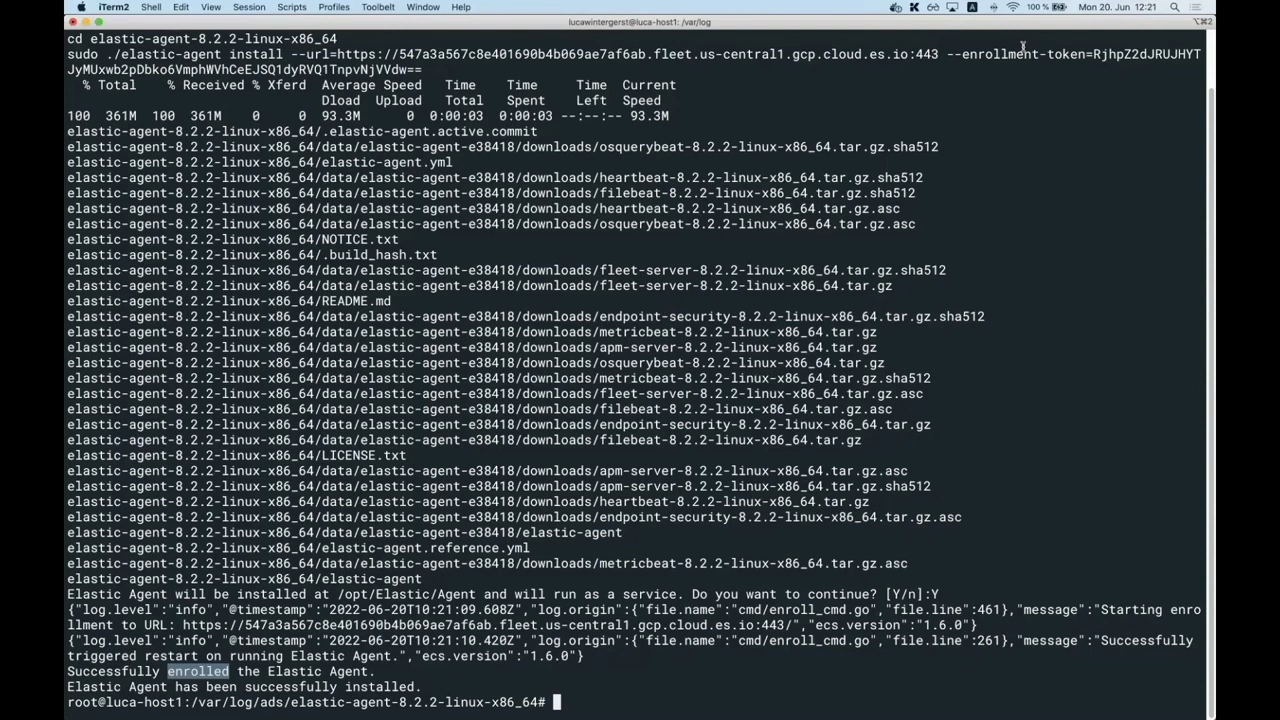 iTerm2 Shell Edit View Session Scripts Profiles Toolbelt Window Help 100 % Mon 20. Jun 12:21
lucawintergerst@luca-host1: /var/log ⌥⌘2
cd elastic-agent-8.2.2-linux-x86_64
sudo ./elastic-agent install --url=https://547a3a567c8e401690b4b4aeae7af6ab.fleet.us-central1.gcp.cloud.es.io:443 --enrollment-token=RjhpZ2dJRUJHYT
JyMUxwb2pDbko6VmphWVhCeEJSQ1dyRVQ1TnpvNjVVdw==
% Total % Received % Xferd Average Speed Time Time Time Current
Dload Upload Total Spent Left Speed
100 361M 100 361M 0 0 93.3M 0 0:00:03 0:00:03 --:--:-- 93.3M
elastic-agent-8.2.2-linux-x86_64/.elastic-agent.active.commit
elastic-agent-8.2.2-linux-x86_64/data/elastic-agent-e38418/downloads/osquerybeat-8.2.2-linux-x86_64.tar.gz.sha512
elastic-agent-8.2.2-linux-x86_64/elastic-agent.yml
elastic-agent-8.2.2-linux-x86_64/data/elastic-agent-e38418/downloads/heartbeat-8.2.2-linux-x86_64.tar.gz.sha512
elastic-agent-8.2.2-linux-x86_64/data/elastic-agent-e38418/downloads/filebeat-8.2.2-linux-x86_64.tar.gz.sha512
elastic-agent-8.2.2-linux-x86_64/data/elastic-agent-e38418/downloads/heartbeat-8.2.2-linux-x86_64.tar.gz.asc
elastic-agent-8.2.2-linux-x86_64/data/elastic-agent-e38418/downloads/osquerybeat-8.2.2-linux-x86_64.tar.gz.asc
elastic-agent-8.2.2-linux-x86_64/NOTICE.txt
elastic-agent-8.2.2-linux-x86_64/.build_hash.txt
elastic-agent-8.2.2-linux-x86_64/data/elastic-agent-e38418/downloads/fleet-server-8.2.2-linux-x86_64.tar.gz.sha512
elastic-agent-8.2.2-linux-x86_64/data/elastic-agent-e38418/downloads/fleet-server-8.2.2-linux-x86_64.tar.gz
elastic-agent-8.2.2-linux-x86_64/README.md
elastic-agent-8.2.2-linux-x86_64/data/elastic-agent-e38418/downloads/endpoint-security-8.2.2-linux-x86_64.tar.gz.sha512
elastic-agent-8.2.2-linux-x86_64/data/elastic-agent-e38418/downloads/metricbeat-8.2.2-linux-x86_64.tar.gz
elastic-agent-8.2.2-linux-x86_64/data/elastic-agent-e38418/downloads/apm-server-8.2.2-linux-x86_64.tar.gz
elastic-agent-8.2.2-linux-x86_64/data/elastic-agent-e38418/downloads/osquerybeat-8.2.2-linux-x86_64.tar.gz
elastic-agent-8.2.2-linux-x86_64/data/elastic-agent-e38418/downloads/metricbeat-8.2.2-linux-x86_64.tar.gz.sha512
elastic-agent-8.2.2-linux-x86_64/data/elastic-agent-e38418/downloads/fleet-server-8.2.2-linux-x86_64.tar.gz.asc
elastic-agent-8.2.2-linux-x86_64/data/elastic-agent-e38418/downloads/filebeat-8.2.2-linux-x86_64.tar.gz.asc
elastic-agent-8.2.2-linux-x86_64/data/elastic-agent-e38418/downloads/endpoint-security-8.2.2-linux-x86_64.tar.gz
elastic-agent-8.2.2-linux-x86_64/data/elastic-agent-e38418/downloads/filebeat-8.2.2-linux-x86_64.tar.gz
elastic-agent-8.2.2-linux-x86_64/LICENSE.txt
elastic-agent-8.2.2-linux-x86_64/data/elastic-agent-e38418/downloads/apm-server-8.2.2-linux-x86_64.tar.gz.asc
elastic-agent-8.2.2-linux-x86_64/data/elastic-agent-e38418/downloads/apm-server-8.2.2-linux-x86_64.tar.gz.sha512
elastic-agent-8.2.2-linux-x86_64/data/elastic-agent-e38418/downloads/heartbeat-8.2.2-linux-x86_64.tar.gz
elastic-agent-8.2.2-linux-x86_64/data/elastic-agent-e38418/downloads/endpoint-security-8.2.2-linux-x86_64.tar.gz.asc
elastic-agent-8.2.2-linux-x86_64/data/elastic-agent-e38418/elastic-agent
elastic-agent-8.2.2-linux-x86_64/elastic-agent.reference.yml
elastic-agent-8.2.2-linux-x86_64/data/elastic-agent-e38418/downloads/metricbeat-8.2.2-linux-x86_64.tar.gz.asc
elastic-agent-8.2.2-linux-x86_64/elastic-agent
Elastic Agent will be installed at /opt/Elastic/Agent and will run as a service. Do you want to continue? [Y/n]:Y
{"log.level":"info","@timestamp":"2022-06-20T10:21:09.608Z","log.origin":{"file.name":"cmd/enroll_cmd.go","file.line":461},"message":"Starting enro
llment to URL: https://547a3a567c8e401690b4b4aeae7af6ab.fleet.us-central1.gcp.cloud.es.io:443/","ecs.version":"1.6.0"}
{"log.level":"info","@timestamp":"2022-06-20T10:21:10.420Z","log.origin":{"file.name":"cmd/enroll_cmd.go","file.line":261},"message":"Successfully
triggered restart on running Elastic Agent.","ecs.version":"1.6.0"}
Successfully enrolled the Elastic Agent.
Elastic Agent has been successfully installed.
root@luca-host1:/var/log/ads/elastic-agent-8.2.2-linux-x86_64#